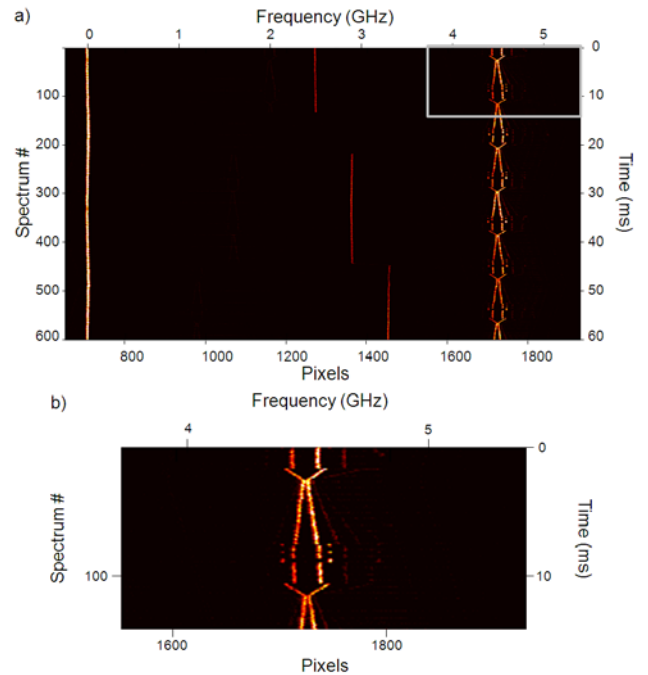 a)
Frequency (GHz)
0 1 2 3 4 5
0
100 10
200 20
300 30
400 40
500 50
600 60
Spectrum #
Time (ms)
800 1000 1200 1400 1600 1800
Pixels
b)
Frequency (GHz)
4 5
0
100 10
Spectrum #
Time (ms)
1600 1800
Pixels